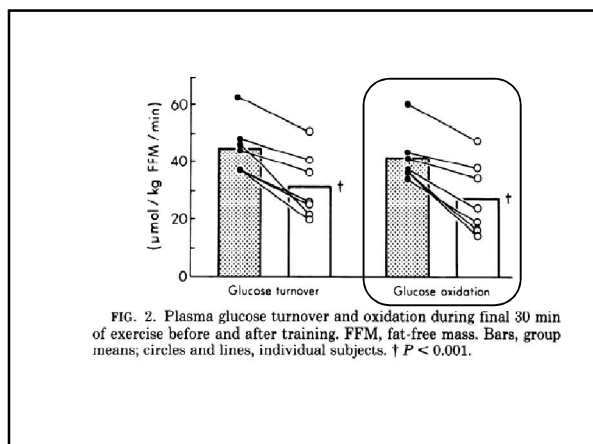 60
40
20
0
(μmol / kg FFM / min)
†
†
Glucose turnover
Glucose oxidation
FIG. 2. Plasma glucose turnover and oxidation during final 30 min
of exercise before and after training. FFM, fat-free mass. Bars, group
means; circles and lines, individual subjects. † P < 0.001.